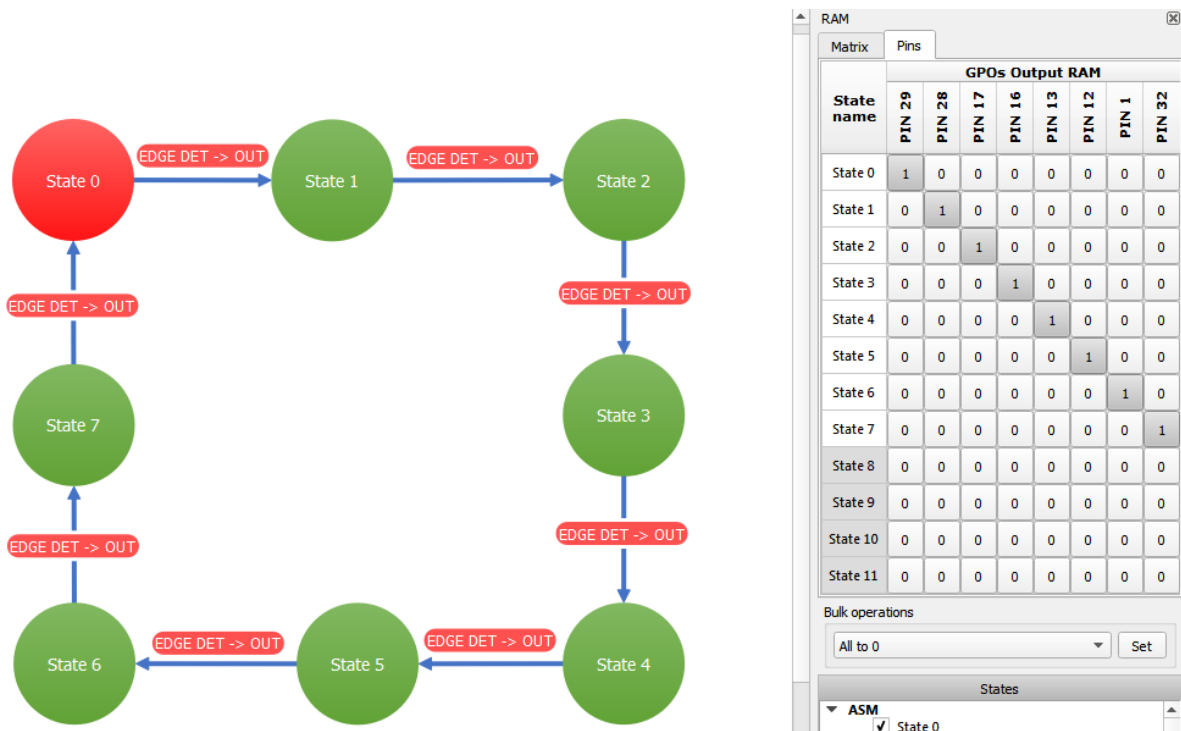 State 0
EDGE DET -> OUT
State 1
EDGE DET -> OUT
State 2
EDGE DET -> OUT
EDGE DET -> OUT
State 7
State 3
EDGE DET -> OUT
EDGE DET -> OUT
State 6
EDGE DET -> OUT
State 5
EDGE DET -> OUT
State 4
RAM
Matrix Pins
State name GPOs Output RAM
PIN 29 PIN 28 PIN 17 PIN 16 PIN 13 PIN 12 PIN 1 PIN 32
State 0 1 0 0 0 0 0 0 0
State 1 0 1 0 0 0 0 0 0
State 2 0 0 1 0 0 0 0 0
State 3 0 0 0 1 0 0 0 0
State 4 0 0 0 0 1 0 0 0
State 5 0 0 0 0 0 1 0 0
State 6 0 0 0 0 0 0 1 0
State 7 0 0 0 0 0 0 0 1
State 8 0 0 0 0 0 0 0 0
State 9 0 0 0 0 0 0 0 0
State 10 0 0 0 0 0 0 0 0
State 11 0 0 0 0 0 0 0 0
Bulk operations
All to 0 Set
States
ASM
State 0